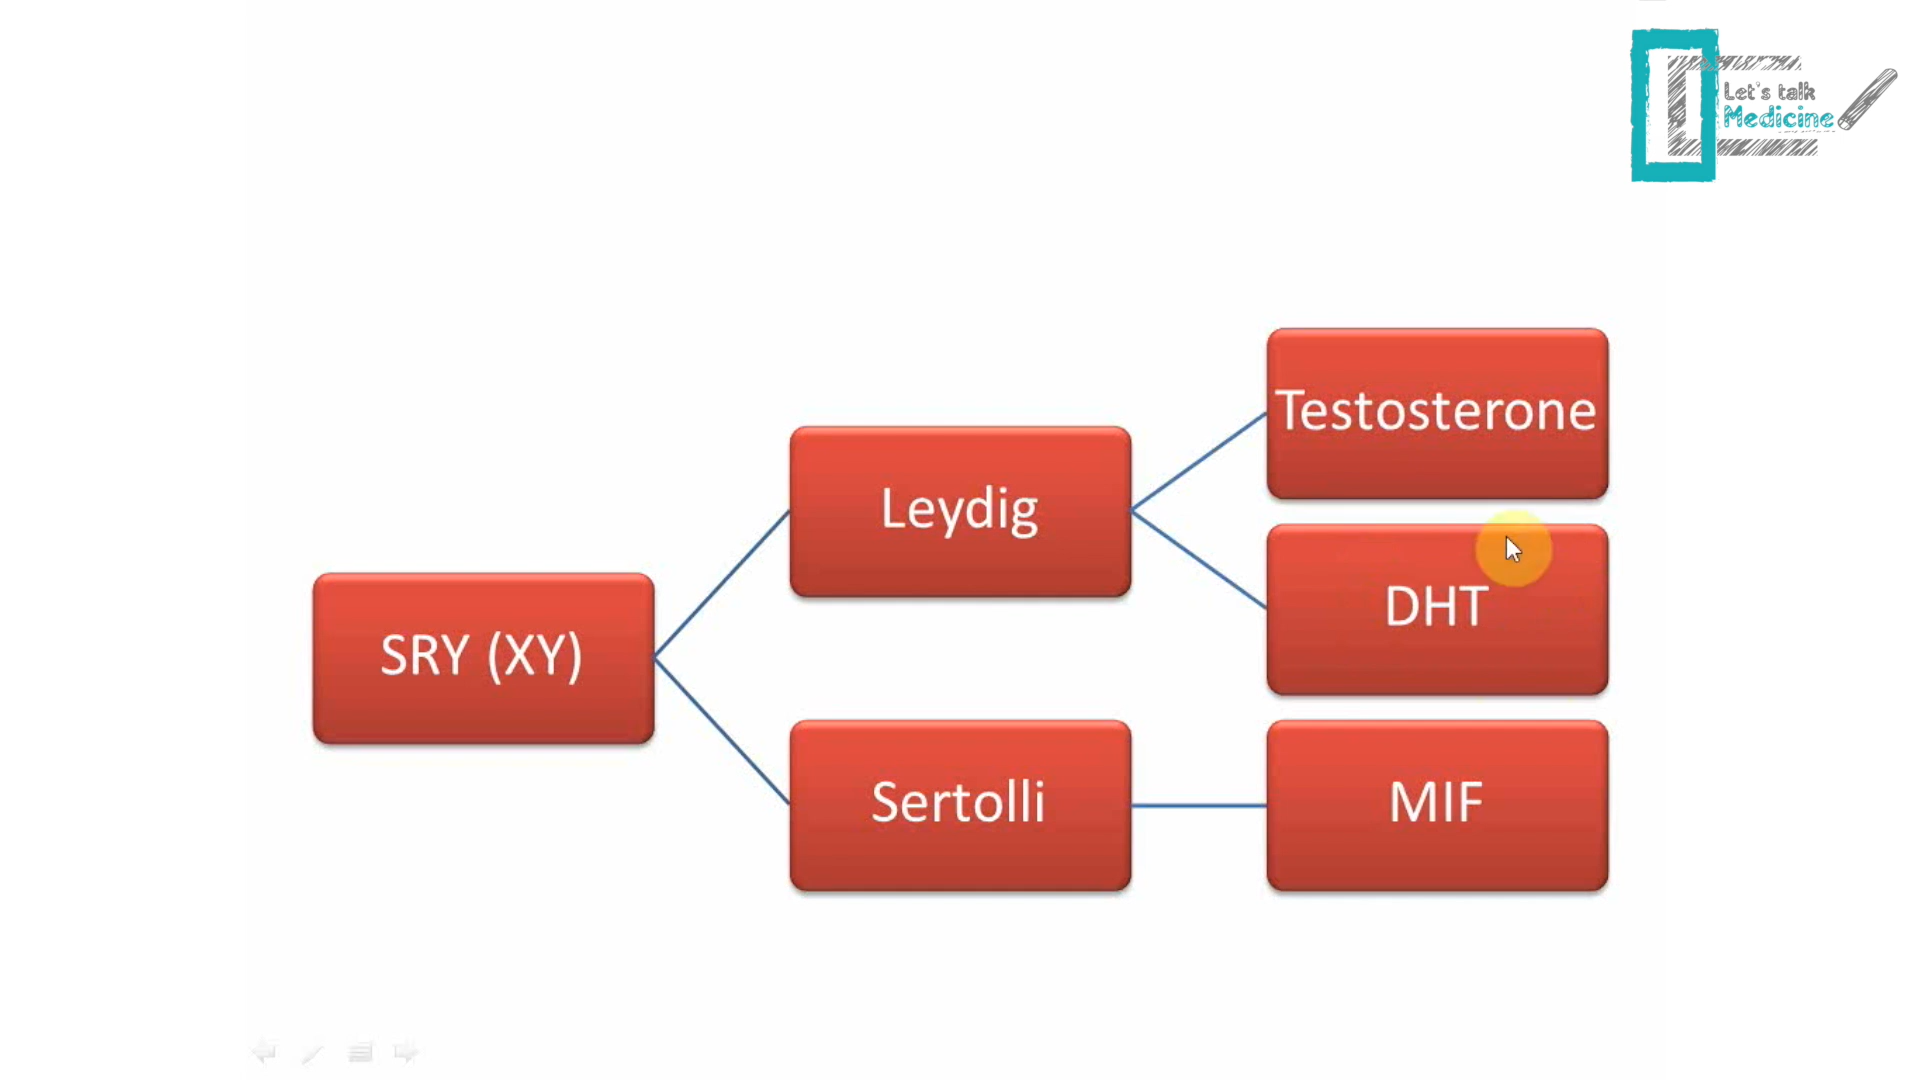 Let's talk
Medicine
Testosterone
Leydig
DHT
SRY (XY)
Sertolli
MIF